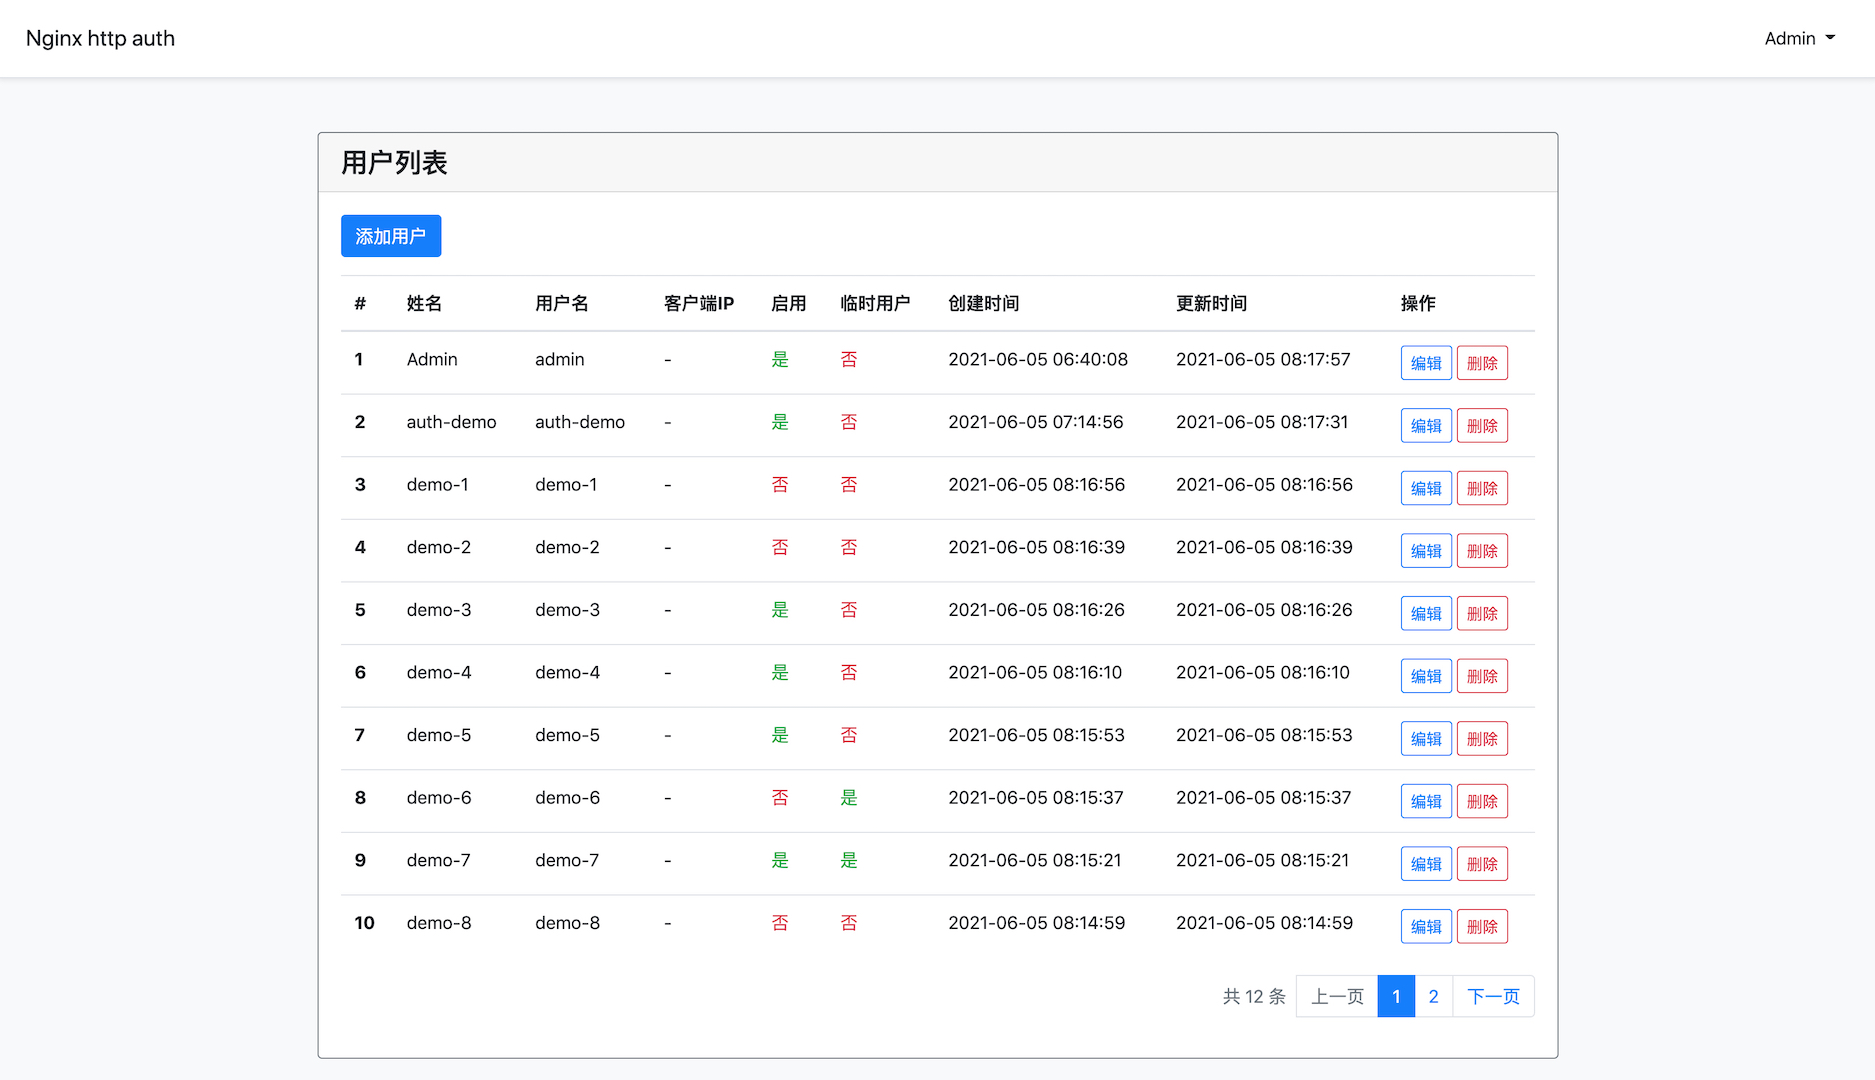 Nginx http auth Admin
用户列表
添加用户
# 姓名 用户名 客户端IP 启用 临时用户 创建时间 更新时间 操作
1 Admin admin - 是 否 2021-06-05 06:40:08 2021-06-05 08:17:57 编辑 删除
2 auth-demo auth-demo - 是 否 2021-06-05 07:14:56 2021-06-05 08:17:31 编辑 删除
3 demo-1 demo-1 - 否 否 2021-06-05 08:16:56 2021-06-05 08:16:56 编辑 删除
4 demo-2 demo-2 - 否 否 2021-06-05 08:16:39 2021-06-05 08:16:39 编辑 删除
5 demo-3 demo-3 - 是 否 2021-06-05 08:16:26 2021-06-05 08:16:26 编辑 删除
6 demo-4 demo-4 - 是 否 2021-06-05 08:16:10 2021-06-05 08:16:10 编辑 删除
7 demo-5 demo-5 - 是 否 2021-06-05 08:15:53 2021-06-05 08:15:53 编辑 删除
8 demo-6 demo-6 - 否 是 2021-06-05 08:15:37 2021-06-05 08:15:37 编辑 删除
9 demo-7 demo-7 - 是 是 2021-06-05 08:15:21 2021-06-05 08:15:21 编辑 删除
10 demo-8 demo-8 - 否 否 2021-06-05 08:14:59 2021-06-05 08:14:59 编辑 删除
共 12 条 上一页 1 2 下一页